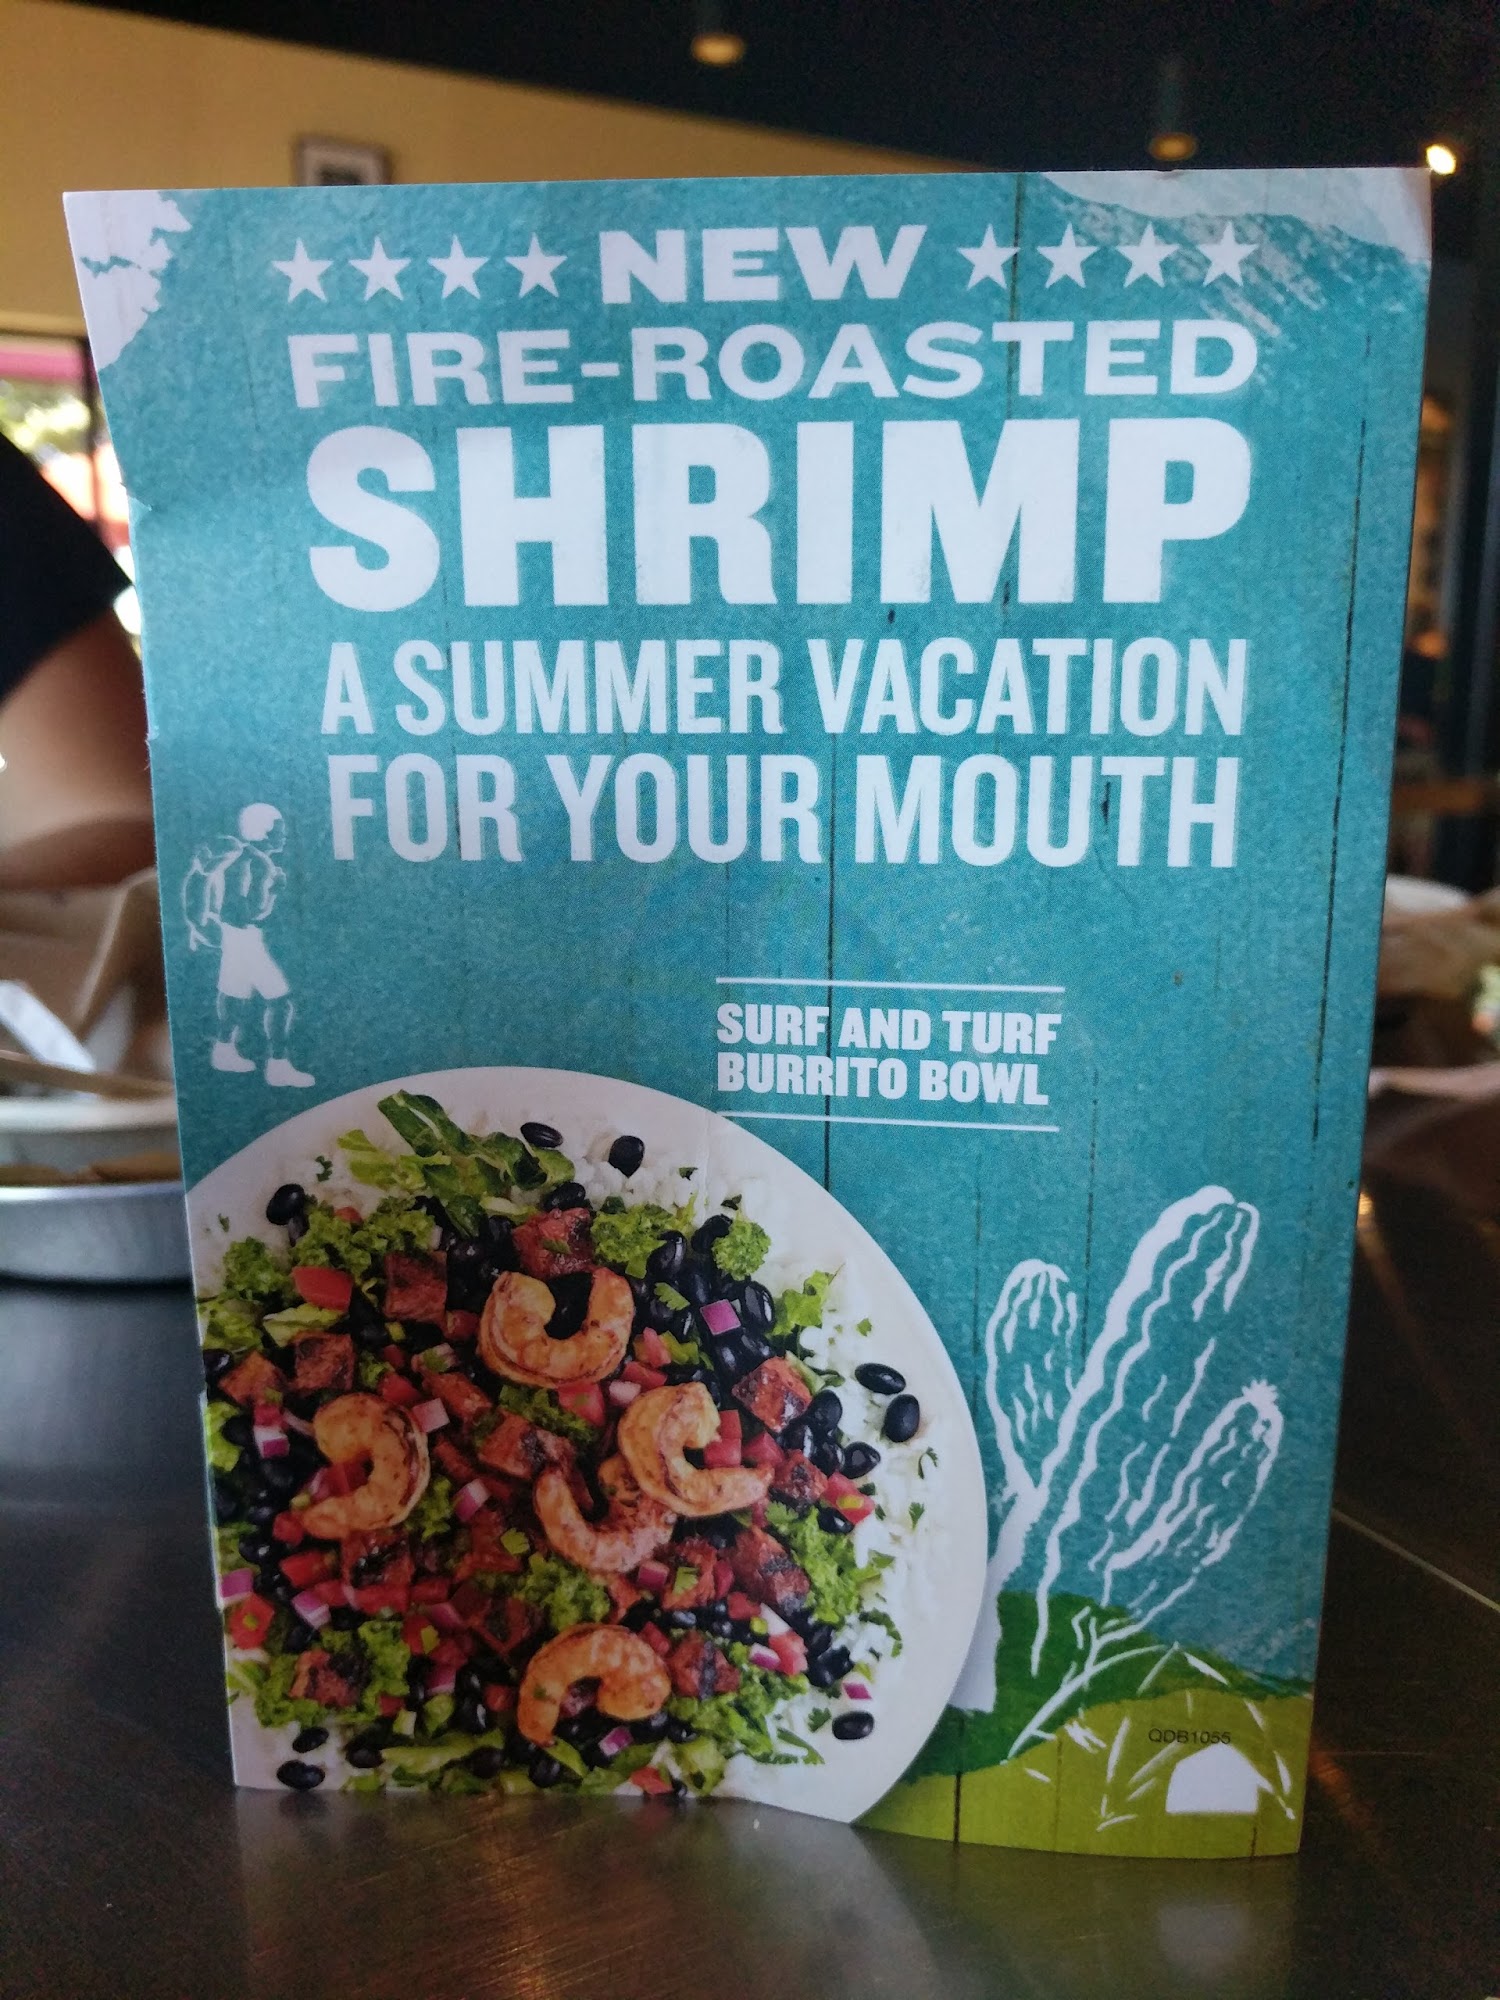 ★★★★ NEW ★★★★
FIRE-ROASTED
SHRIMP
A SUMMER VACATION
FOR YOUR MOUTH
SURF AND TURF
BURRITO BOWL
QDB1055